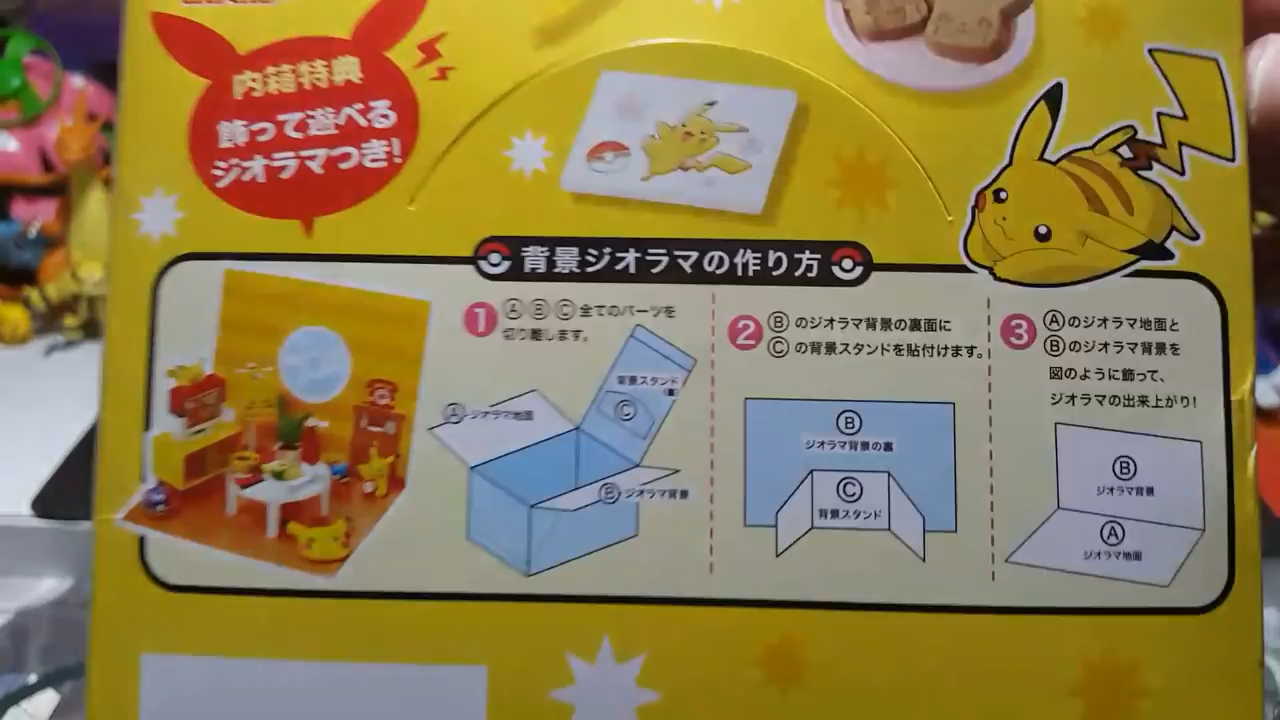 内箱特典
飾って遊べる
ジオラマつき!
背景ジオラマの作り方
1 Ⓐ Ⓑ Ⓒ 全てのパーツを
切り離します。
背景スタンド
Ⓒ
Ⓐ ジオラマ地面
Ⓑ ジオラマ背景
2 Ⓑ のジオラマ背景の裏面に
Ⓒ の背景スタンドを貼付けます。
Ⓑ
ジオラマ背景の裏
Ⓒ
背景スタンド
3 Ⓐのジオラマ地面と
Ⓑのジオラマ背景を
図のように飾って、
ジオラマの出来上がり!
Ⓑ
ジオラマ背景
Ⓐ
ジオラマ地面